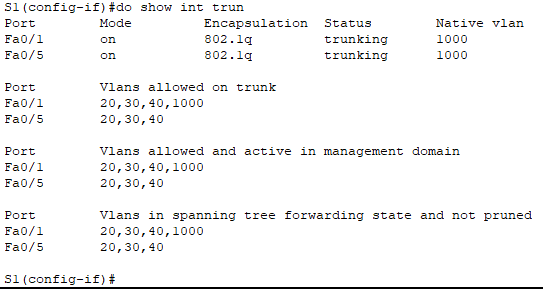 S1(config-if)#do show int trun
Port Mode Encapsulation Status Native vlan
Fa0/1 on 802.1q trunking 1000
Fa0/5 on 802.1q trunking 1000
Port Vlans allowed on trunk
Fa0/1 20,30,40,1000
Fa0/5 20,30,40
Port Vlans allowed and active in management domain
Fa0/1 20,30,40,1000
Fa0/5 20,30,40
Port Vlans in spanning tree forwarding state and not pruned
Fa0/1 20,30,40,1000
Fa0/5 20,30,40
S1(config-if)#